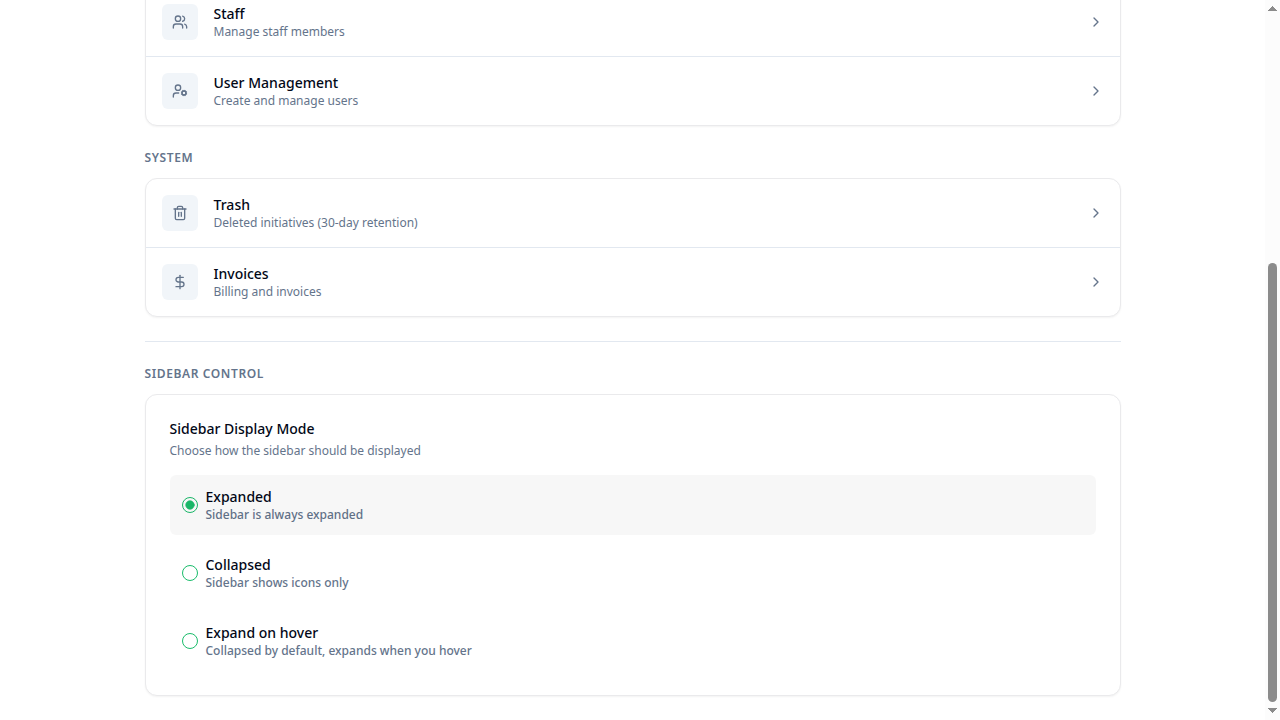 Staff
Manage staff members
User Management
Create and manage users
SYSTEM
Trash
Deleted initiatives (30-day retention)
Invoices
Billing and invoices
SIDEBAR CONTROL
Sidebar Display Mode
Choose how the sidebar should be displayed
Expanded
Sidebar is always expanded
Collapsed
Sidebar shows icons only
Expand on hover
Collapsed by default, expands when you hover